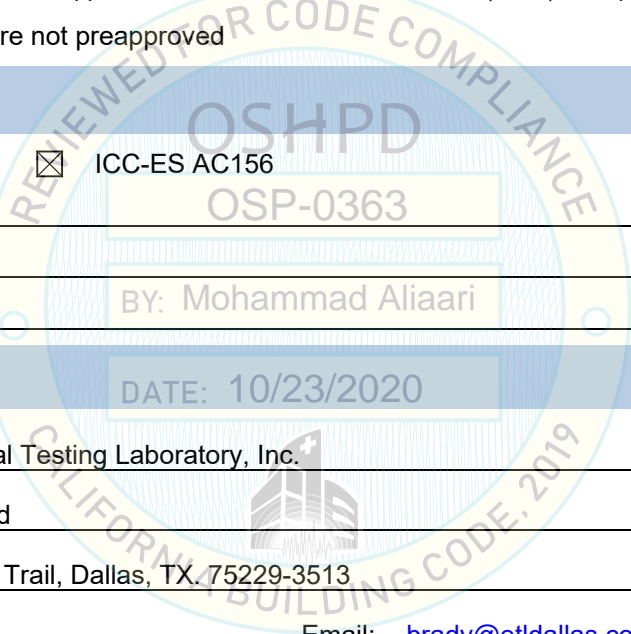 re not preapproved
REVIEWED FOR CODE COMPLIANCE
OSHPD
☒ ICC-ES AC156
OSP-0363
BY: Mohammad Aliaari
DATE: 10/23/2020
al Testing Laboratory, Inc.
d
Trail, Dallas, TX. 75229-3513
CALIFORNIA BUILDING CODE, 2019
Email: brady@etldallas.co